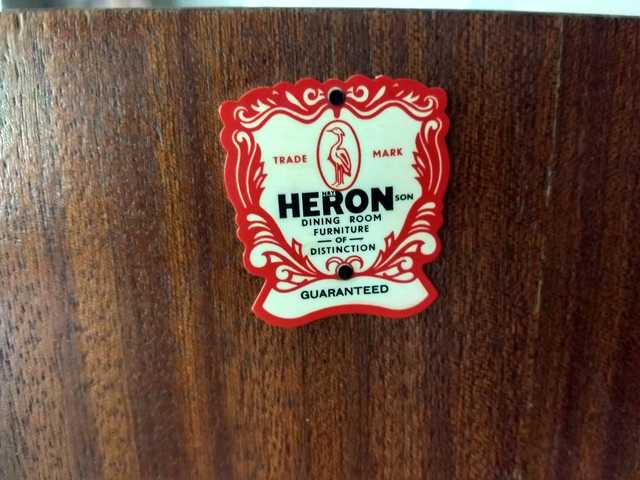 TRADE MARK
HERON SON
DINING ROOM
FURNITURE
OF
DISTINCTION
GUARANTEED